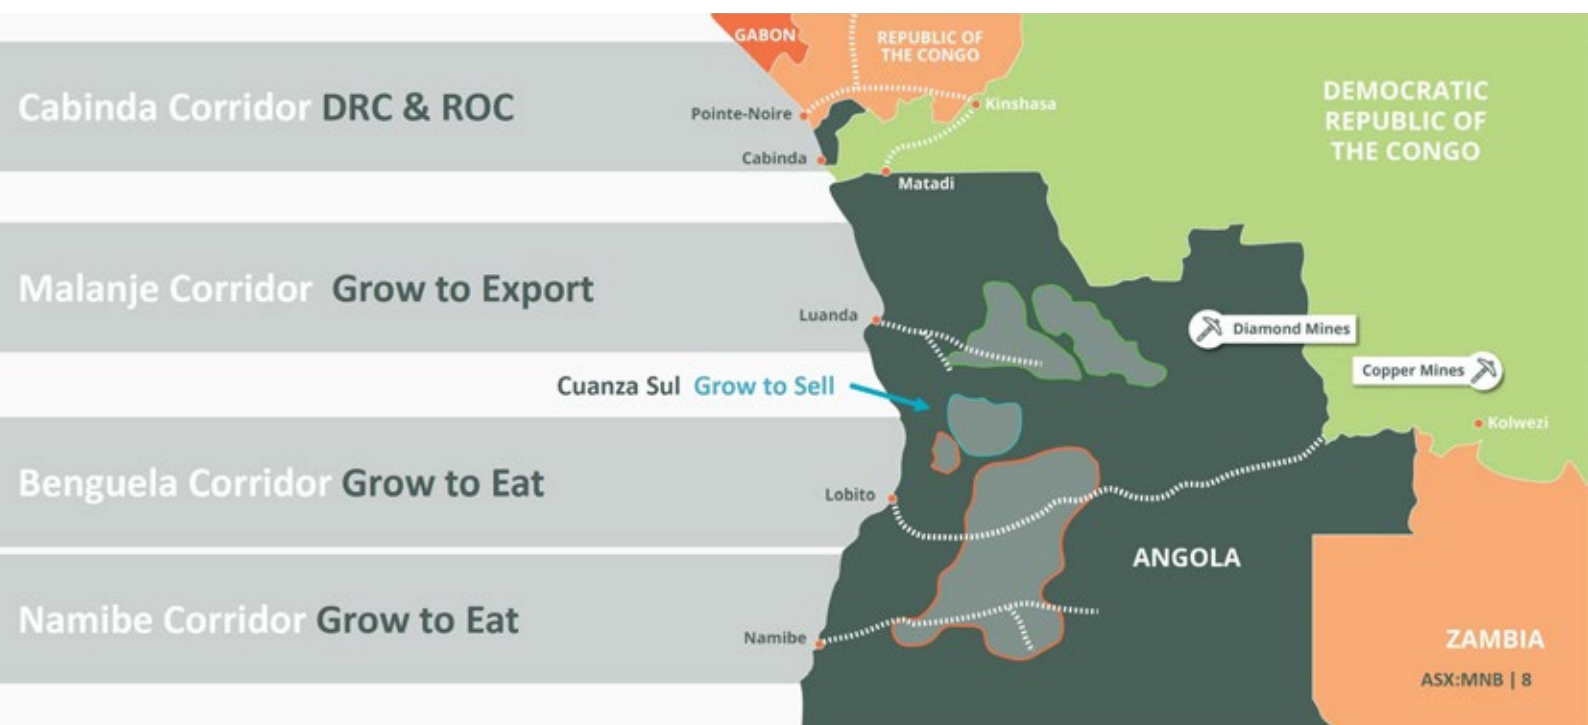 GABON
REPUBLIC OF
THE CONGO
Cabinda Corridor DRC & ROC
Pointe-Noire
Kinshasa
DEMOCRATIC
REPUBLIC OF
THE CONGO
Cabinda
Matadi
Malanje Corridor Grow to Export
Luanda
Diamond Mines
Copper Mines
Cuanza Sul Grow to Sell
Kolwezi
Benguela Corridor Grow to Eat
Lobito
ANGOLA
Namibe Corridor Grow to Eat
Namibe
ZAMBIA
ASX:MNB | 8